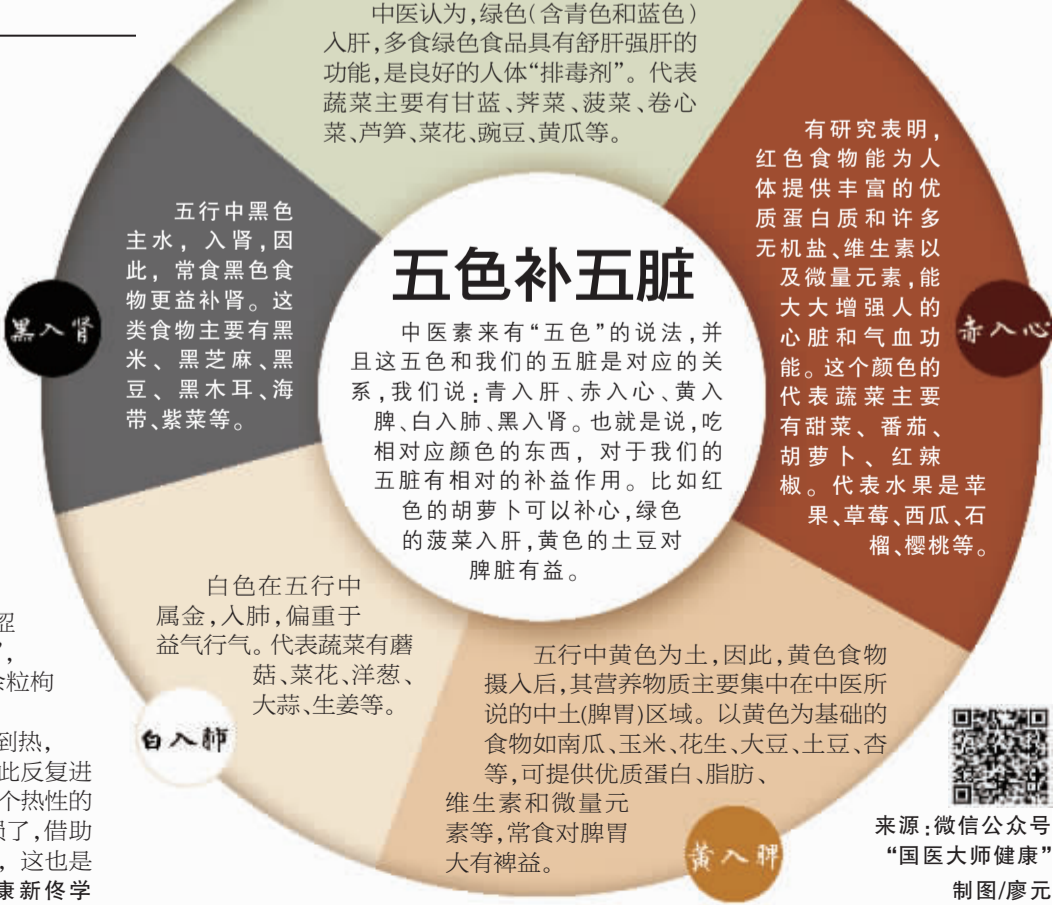 中医认为,绿色(含青色和蓝色)
入肝,多食绿色食品具有舒肝强肝的
功能,是良好的人体“排毒剂”。代表
蔬菜主要有甘蓝、荠菜、菠菜、卷心
菜、芦笋、菜花、豌豆、黄瓜等。
有研究表明,
红色食物能为人
体提供丰富的优
质蛋白质和许多
无机盐、维生素以
及微量元素,能
大大增强人的
心脏和气血功
能。这个颜色的
代表蔬菜主要
有甜菜、番茄、
胡萝卜、红辣
椒。代表水果是苹
果、草莓、西瓜、石
榴、樱桃等。
赤入心
五行中黑色
主水,入肾,因
此,常食黑色食
物更益补肾。这
类食物主要有黑
米、黑芝麻、黑
豆、黑木耳、海
带、紫菜等。
黑入肾
五色补五脏
中医素来有“五色”的说法,并
且这五色和我们的五脏是对应的关
系,我们说:青入肝、赤入心、黄入
脾、白入肺、黑入肾。也就是说,吃
相对应颜色的东西,对于我们的
五脏有相对的补益作用。比如红
色的胡萝卜可以补心,绿色
的菠菜入肝,黄色的土豆对
脾脏有益。
白色在五行中
属金,入肺,偏重于
益气行气。代表蔬菜有蘑
菇、菜花、洋葱、
大蒜、生姜等。
白入肺
五行中黄色为土,因此,黄色食物
摄入后,其营养物质主要集中在中医所
说的中土(脾胃)区域。以黄色为基础的
食物如南瓜、玉米、花生、大豆、土豆、杏
等,可提供优质蛋白、脂肪、
维生素和微量元
素等,常食对脾胃
大有裨益。
黄入脾
粒枸
到热,
此反复进
个热性的
损了,借助
,这也是
康新佟学
来源:微信公众号
“国医大师健康”
制图/廖元